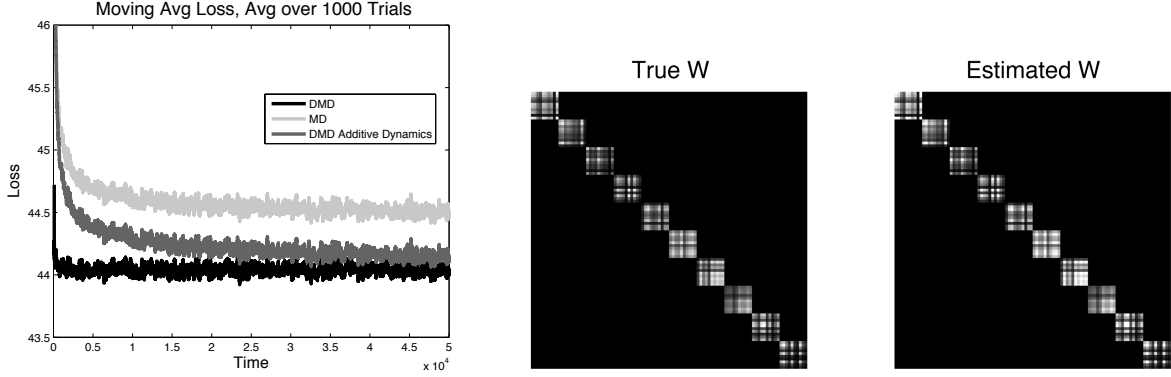 Moving Avg Loss, Avg over 1000 Trials
46
45.5
45
44.5
44
43.5
Loss
DMD
MD
DMD Additive Dynamics
0 0.5 1 1.5 2 2.5 3 3.5 4 4.5 5
x 10^4
Time
True W
Estimated W